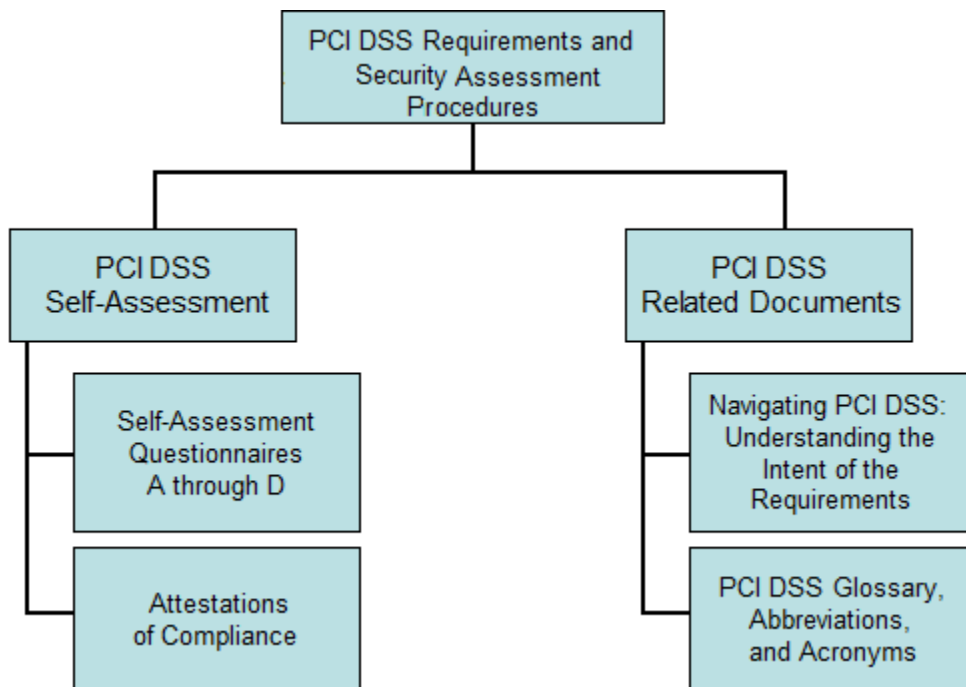 PCI DSS Requirements and
Security Assessment
Procedures
PCI DSS
Self-Assessment
Self-Assessment
Questionnaires
A through D
Attestations
of Compliance
PCI DSS
Related Documents
Navigating PCI DSS:
Understanding the
Intent of the
Requirements
PCI DSS Glossary,
Abbreviations,
and Acronyms